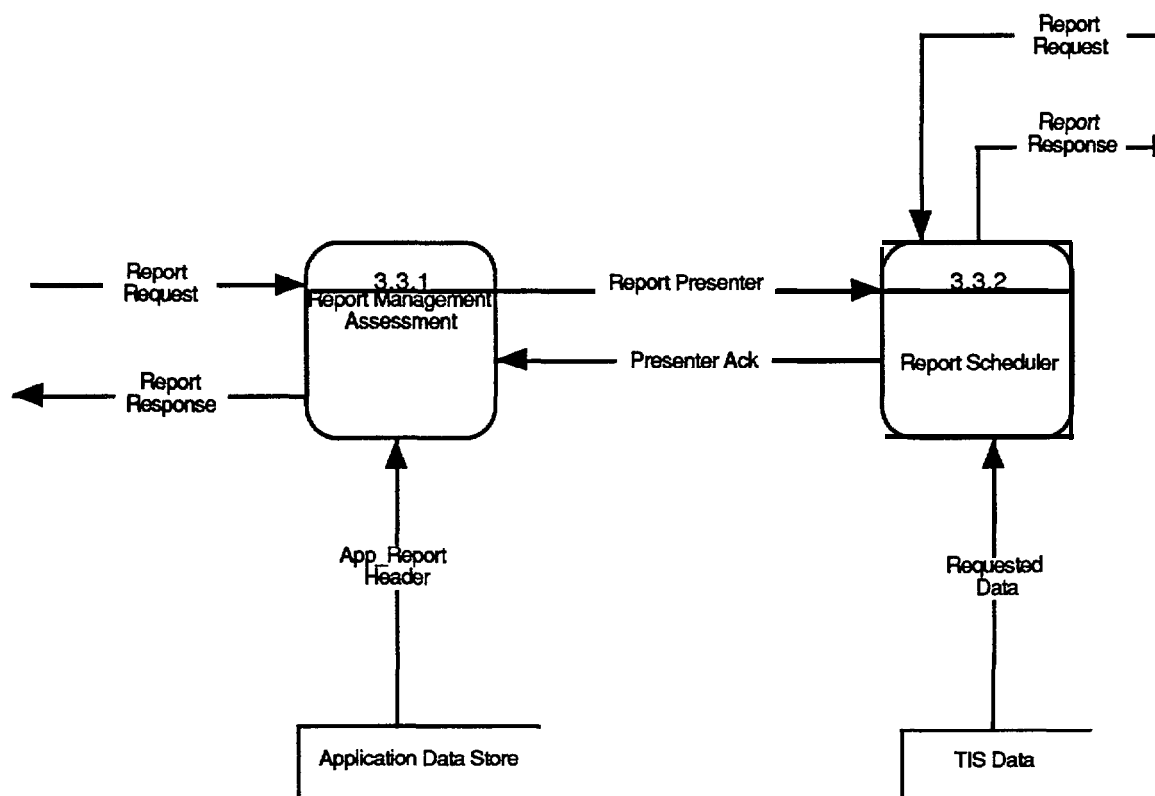 Report
Request
Report
Response
Report
Request
3.3.1
Report Management
Assessment
Report Presenter
3.3.2
Presenter Ack
Report Scheduler
Report
Response
App_Report
Header
Requested
Data
Application Data Store
TIS Data